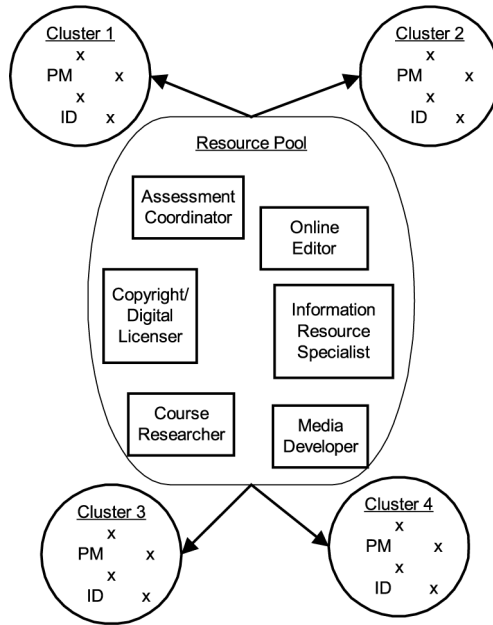 Cluster 1
x
PM x
x
ID x
Cluster 2
x
PM x
x
ID x
Resource Pool
Assessment
Coordinator
Online
Editor
Copyright/
Digital
Licenser
Information
Resource
Specialist
Course
Researcher
Media
Developer
Cluster 3
x
PM x
x
ID x
Cluster 4
x
PM x
x
ID x